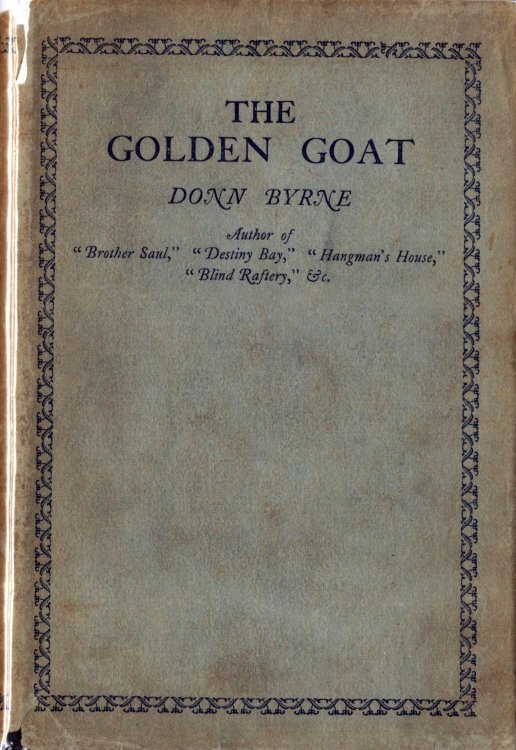 THE
GOLDEN GOAT
DONN BYRNE
Author of
“Brother Saul,” “Destiny Bay,” “Hangman's House,”
“Blind Raftery,” &c.